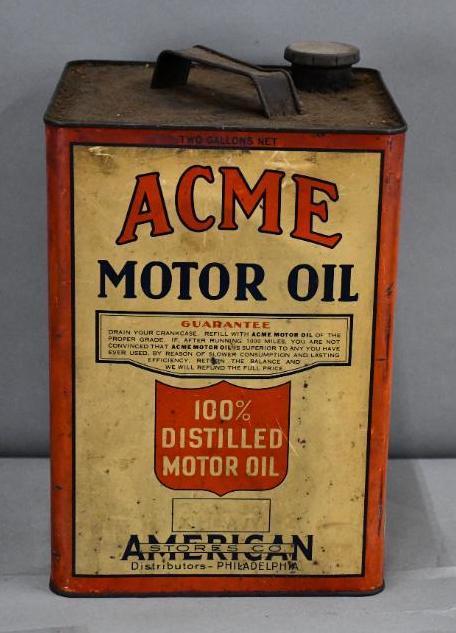 TWO GALLONS NET
ACME
MOTOR OIL
GUARANTEE
DRAIN YOUR CRANKCASE. REFILL WITH ACME MOTOR OIL OF THE
PROPER GRADE. IF, AFTER RUNNING 1000 MILES, YOU ARE NOT
CONVINCED THAT ACME MOTOR OIL IS SUPERIOR TO ANY YOU HAVE
EVER USED, BY REASON OF SLOWER CONSUMPTION AND LASTING
EFFICIENCY, RETURN THE BALANCE AND
WE WILL REFUND THE FULL PRICE
100%
DISTILLED
MOTOR OIL
AMERICAN
STORES CO.
Distributors - PHILADELPHIA